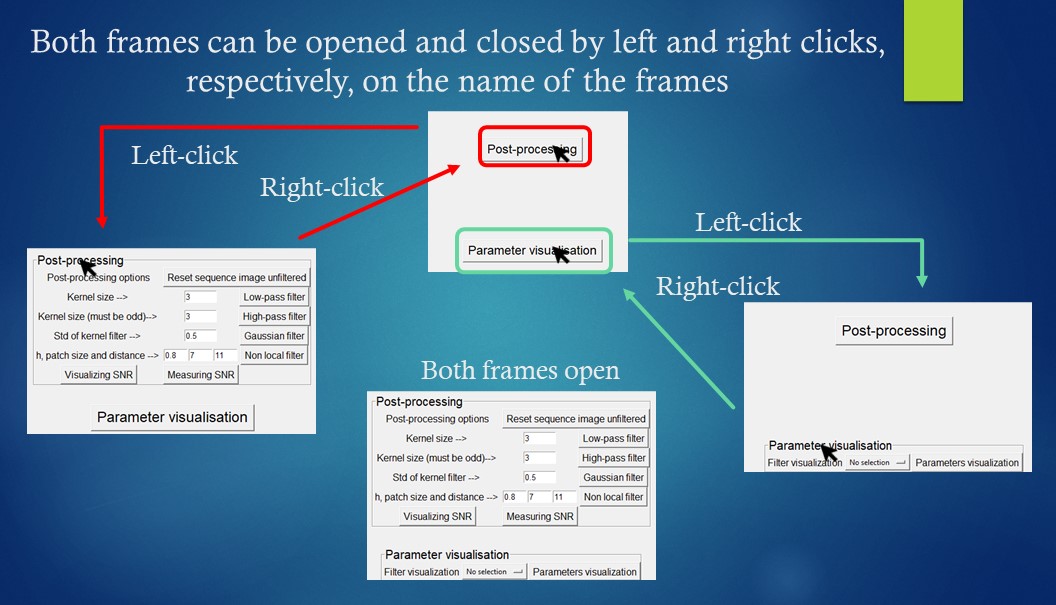 Both frames can be opened and closed by left and right clicks,
respectively, on the name of the frames
Post-processing
Parameter visualisation
Left-click
Right-click
Left-click
Right-click
Post-processing
Post-processing options Reset sequence image unfiltered
Kernel size --> 3 Low-pass filter
Kernel size (must be odd)--> 3 High-pass filter
Std of kernel filter --> 0.5 Gaussian filter
h, patch size and distance --> 0.8 7 11 Non local filter
Visualizing SNR Measuring SNR
Parameter visualisation
Post-processing
Parameter visualisation
Filter visualization No selection Parameters visualization
Both frames open
Post-processing
Post-processing options Reset sequence image unfiltered
Kernel size --> 3 Low-pass filter
Kernel size (must be odd)--> 3 High-pass filter
Std of kernel filter --> 0.5 Gaussian filter
h, patch size and distance --> 0.8 7 11 Non local filter
Visualizing SNR Measuring SNR
Parameter visualisation
Filter visualization No selection Parameters visualization